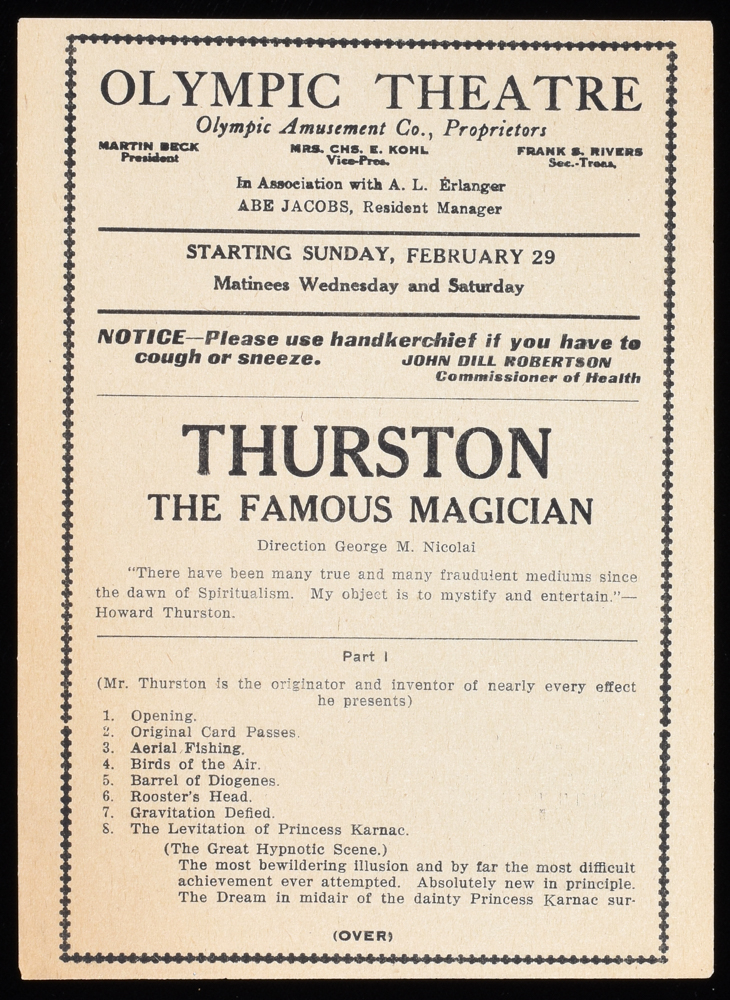 OLYMPIC THEATRE
Olympic Amusement Co., Proprietors
MARTIN BECK MRS. CHS. E. KOHL FRANK S. RIVERS
President Vice-Pres. Sec.-Treas.
In Association with A. L. Erlanger
ABE JACOBS, Resident Manager
STARTING SUNDAY, FEBRUARY 29
Matinees Wednesday and Saturday
NOTICE—Please use handkerchief if you have to
cough or sneeze. JOHN DILL ROBERTSON
Commissioner of Health
THURSTON
THE FAMOUS MAGICIAN
Direction George M. Nicolai
"There have been many true and many fraudulent mediums since
the dawn of Spiritualism. My object is to mystify and entertain."—
Howard Thurston.
Part I
(Mr. Thurston is the originator and inventor of nearly every effect
he presents)
1. Opening.
2. Original Card Passes.
3. Aerial Fishing.
4. Birds of the Air.
5. Barrel of Diogenes.
6. Rooster's Head.
7. Gravitation Defied.
8. The Levitation of Princess Karnac.
(The Great Hypnotic Scene.)
The most bewildering illusion and by far the most difficult
achievement ever attempted. Absolutely new in principle.
The Dream in midair of the dainty Princess Karnac sur-
(OVER)